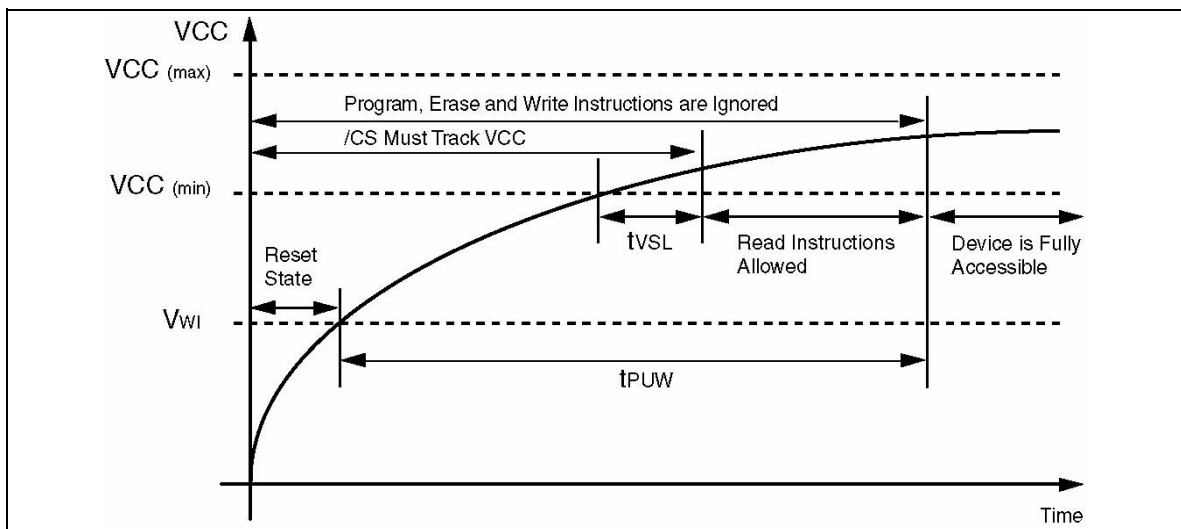 VCC
VCC (max)
Program, Erase and Write Instructions are Ignored
/CS Must Track VCC
VCC (min)
tVSL
Read Instructions
Allowed
Device is Fully
Accessible
Reset
State
VWI
tPUW
Time